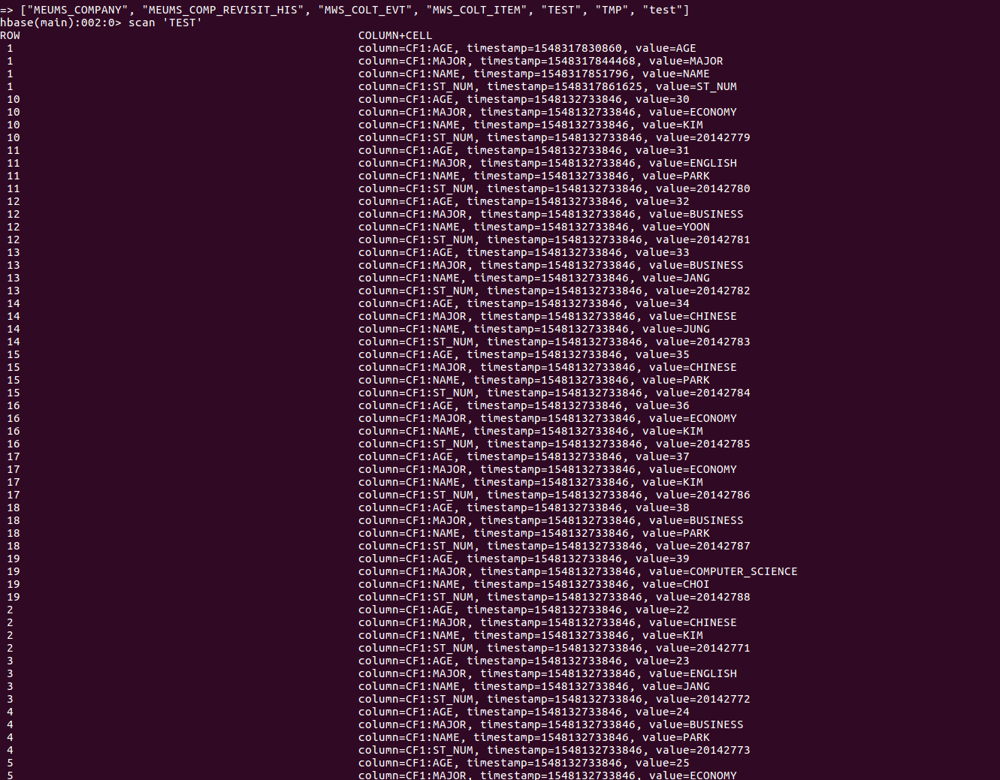 => ["MEUMS_COMPANY", "MEUMS_COMP_REVISIT_HIS", "MWS_COLT_EVT", "MWS_COLT_ITEM", "TEST", "TMP", "test"]
hbase(main):002:0> scan 'TEST'
ROW COLUMN+CELL
1 column=CF1:AGE, timestamp=1548317830860, value=AGE
1 column=CF1:MAJOR, timestamp=1548317844468, value=MAJOR
1 column=CF1:NAME, timestamp=1548317851796, value=NAME
1 column=CF1:ST_NUM, timestamp=1548317861625, value=ST_NUM
10 column=CF1:AGE, timestamp=1548132733846, value=30
10 column=CF1:MAJOR, timestamp=1548132733846, value=ECONOMY
10 column=CF1:NAME, timestamp=1548132733846, value=KIM
10 column=CF1:ST_NUM, timestamp=1548132733846, value=20142779
11 column=CF1:AGE, timestamp=1548132733846, value=31
11 column=CF1:MAJOR, timestamp=1548132733846, value=ENGLISH
11 column=CF1:NAME, timestamp=1548132733846, value=PARK
11 column=CF1:ST_NUM, timestamp=1548132733846, value=20142780
12 column=CF1:AGE, timestamp=1548132733846, value=32
12 column=CF1:MAJOR, timestamp=1548132733846, value=BUSINESS
12 column=CF1:NAME, timestamp=1548132733846, value=YOON
12 column=CF1:ST_NUM, timestamp=1548132733846, value=20142781
13 column=CF1:AGE, timestamp=1548132733846, value=33
13 column=CF1:MAJOR, timestamp=1548132733846, value=BUSINESS
13 column=CF1:NAME, timestamp=1548132733846, value=JANG
13 column=CF1:ST_NUM, timestamp=1548132733846, value=20142782
14 column=CF1:AGE, timestamp=1548132733846, value=34
14 column=CF1:MAJOR, timestamp=1548132733846, value=CHINESE
14 column=CF1:NAME, timestamp=1548132733846, value=JUNG
14 column=CF1:ST_NUM, timestamp=1548132733846, value=20142783
15 column=CF1:AGE, timestamp=1548132733846, value=35
15 column=CF1:MAJOR, timestamp=1548132733846, value=CHINESE
15 column=CF1:NAME, timestamp=1548132733846, value=PARK
15 column=CF1:ST_NUM, timestamp=1548132733846, value=20142784
16 column=CF1:AGE, timestamp=1548132733846, value=36
16 column=CF1:MAJOR, timestamp=1548132733846, value=ECONOMY
16 column=CF1:NAME, timestamp=1548132733846, value=KIM
16 column=CF1:ST_NUM, timestamp=1548132733846, value=20142785
17 column=CF1:AGE, timestamp=1548132733846, value=37
17 column=CF1:MAJOR, timestamp=1548132733846, value=ECONOMY
17 column=CF1:NAME, timestamp=1548132733846, value=KIM
17 column=CF1:ST_NUM, timestamp=1548132733846, value=20142786
18 column=CF1:AGE, timestamp=1548132733846, value=38
18 column=CF1:MAJOR, timestamp=1548132733846, value=BUSINESS
18 column=CF1:NAME, timestamp=1548132733846, value=PARK
18 column=CF1:ST_NUM, timestamp=1548132733846, value=20142787
19 column=CF1:AGE, timestamp=1548132733846, value=39
19 column=CF1:MAJOR, timestamp=1548132733846, value=COMPUTER_SCIENCE
19 column=CF1:NAME, timestamp=1548132733846, value=CHOI
19 column=CF1:ST_NUM, timestamp=1548132733846, value=20142788
2 column=CF1:AGE, timestamp=1548132733846, value=22
2 column=CF1:MAJOR, timestamp=1548132733846, value=CHINESE
2 column=CF1:NAME, timestamp=1548132733846, value=KIM
2 column=CF1:ST_NUM, timestamp=1548132733846, value=20142771
3 column=CF1:AGE, timestamp=1548132733846, value=23
3 column=CF1:MAJOR, timestamp=1548132733846, value=ENGLISH
3 column=CF1:NAME, timestamp=1548132733846, value=JANG
3 column=CF1:ST_NUM, timestamp=1548132733846, value=20142772
4 column=CF1:AGE, timestamp=1548132733846, value=24
4 column=CF1:MAJOR, timestamp=1548132733846, value=BUSINESS
4 column=CF1:NAME, timestamp=1548132733846, value=PARK
4 column=CF1:ST_NUM, timestamp=1548132733846, value=20142773
5 column=CF1:AGE, timestamp=1548132733846, value=25
5 column=CF1:MAJOR, timestamp=1548132733846, value=ECONOMY